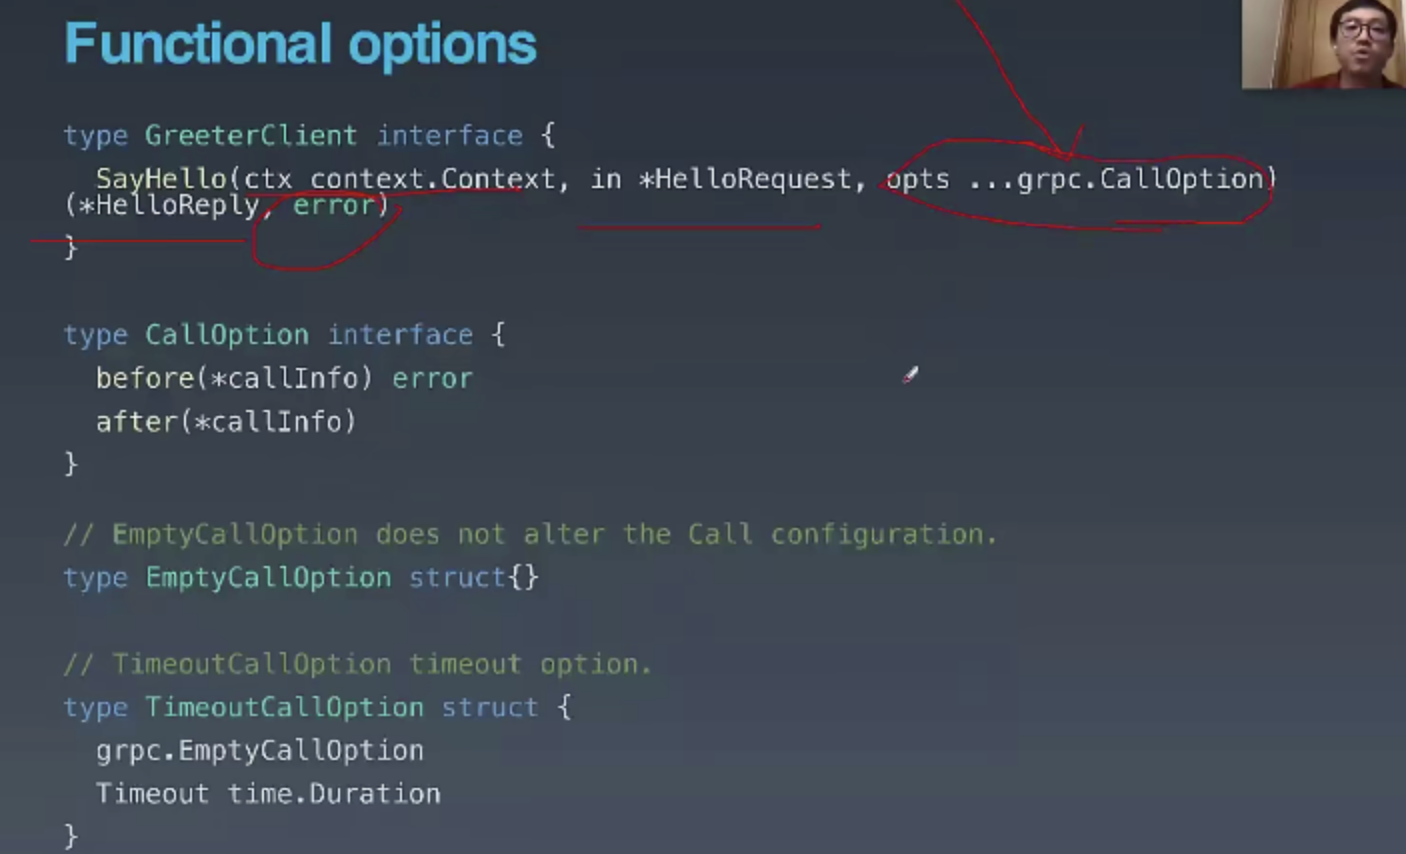 Functional options
type GreeterClient interface {
SayHello(ctx context.Context, in *HelloRequest, opts ...grpc.CallOption)
(*HelloReply, error)
}
type CallOption interface {
before(*callInfo) error
after(*callInfo)
}
// EmptyCallOption does not alter the Call configuration.
type EmptyCallOption struct{}
// TimeoutCallOption timeout option.
type TimeoutCallOption struct {
grpc.EmptyCallOption
Timeout time.Duration
}